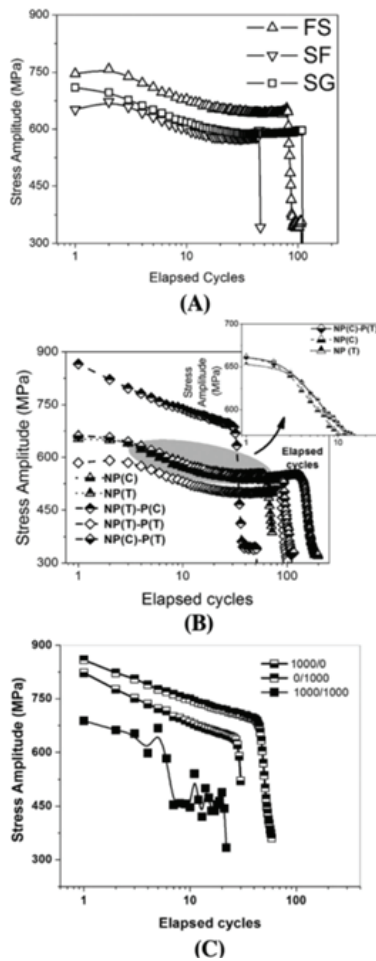 900
750
600
450
300
Stress Amplitude (MPa)
FS
SF
SG
1
10
100
Elapsed Cycles
(A)
900
750
600
450
300
Stress Amplitude (MPa)
700
650
600
Stress
Amplitude (MPa)
NP(C)-P(T)
NP(C)
NP (T)
1
10
Elapsed
cycles
NP(C)
NP(T)
NP(T)-P(C)
NP(T)-P(T)
NP(C)-P(T)
1
10
100
Elapsed cycles
(B)
900
750
600
450
300
Stress Amplitude (MPa)
1000/0
0/1000
1000/1000
1
10
100
Elapsed cycles
(C)